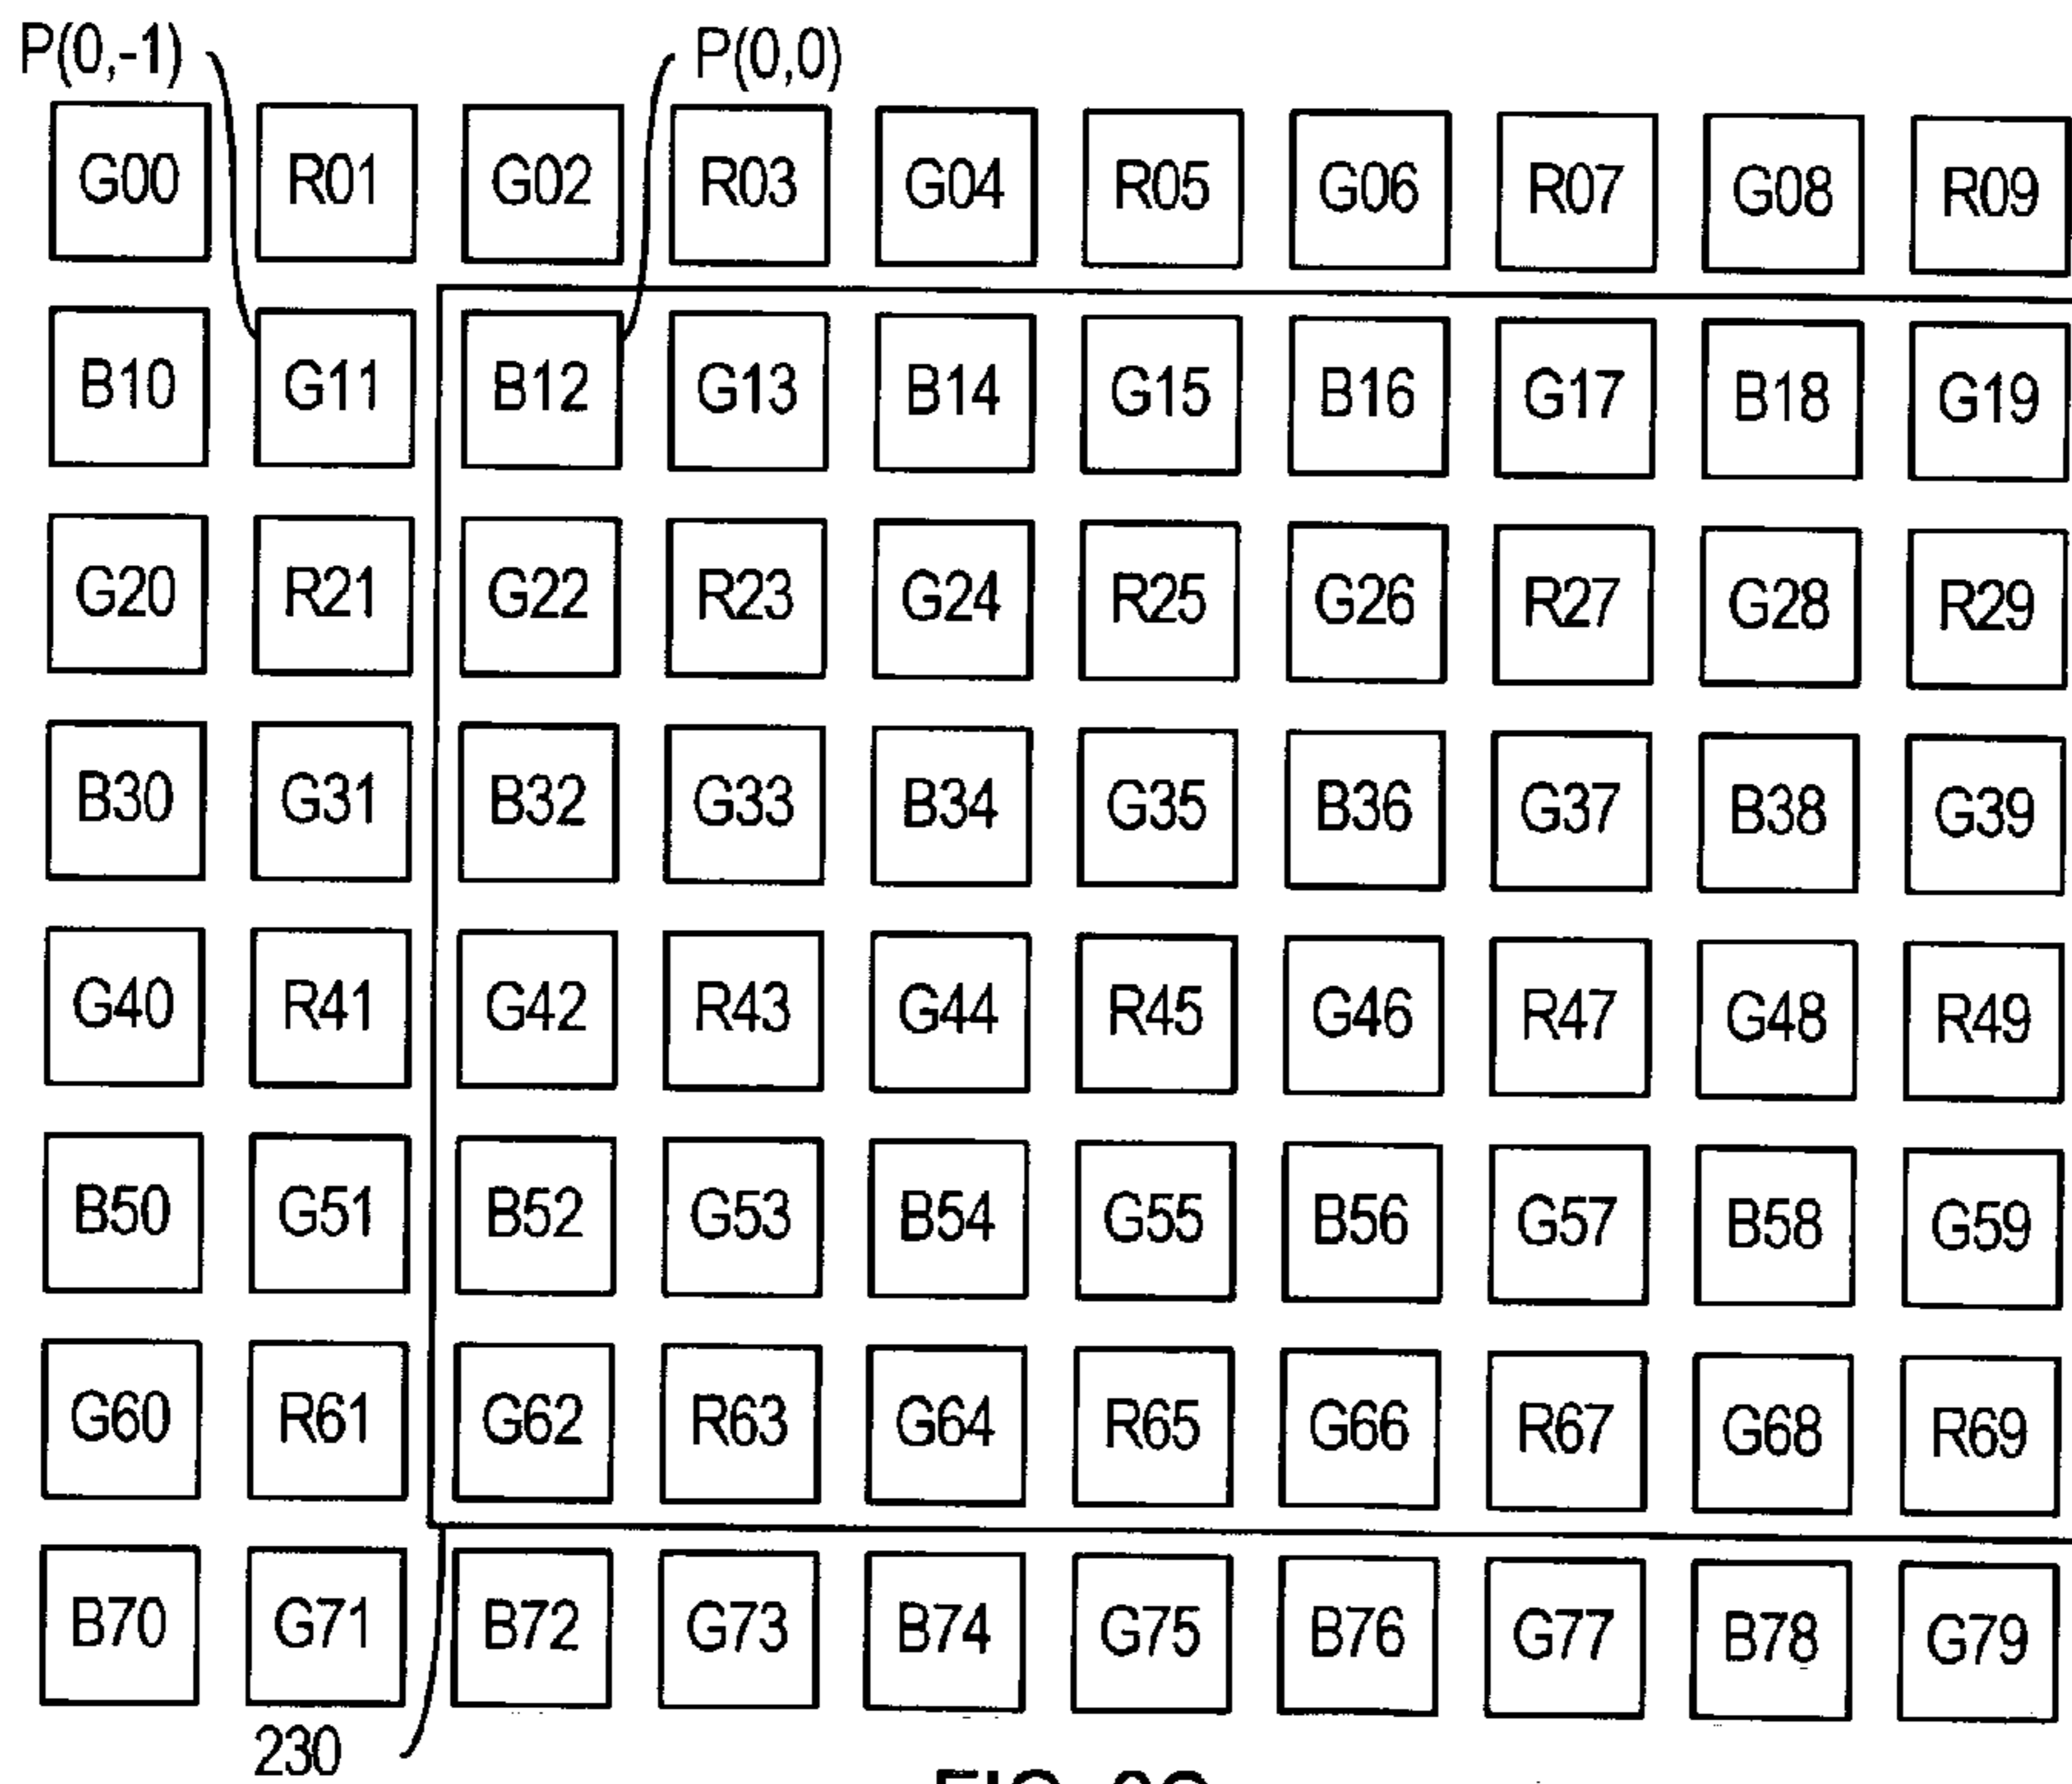 P(0,-1) P(0,0)
G00 R01 G02 R03 G04 R05 G06 R07 G08 R09
B10 G11 B12 G13 B14 G15 B16 G17 B18 G19
G20 R21 G22 R23 G24 R25 G26 R27 G28 R29
B30 G31 B32 G33 B34 G35 B36 G37 B38 G39
G40 R41 G42 R43 G44 R45 G46 R47 G48 R49
B50 G51 B52 G53 B54 G55 B56 G57 B58 G59
G60 R61 G62 R63 G64 R65 G66 R67 G68 R69
B70 G71 B72 G73 B74 G75 B76 G77 B78 G79
230